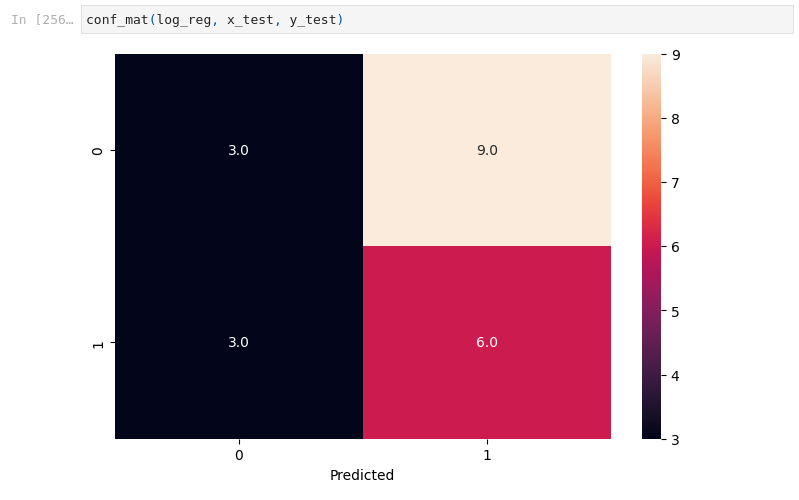 In [256… conf_mat(log_reg, x_test, y_test)
9
8
7
6
5
4
3
0 3.0 9.0
1 3.0 6.0
0 1
Predicted